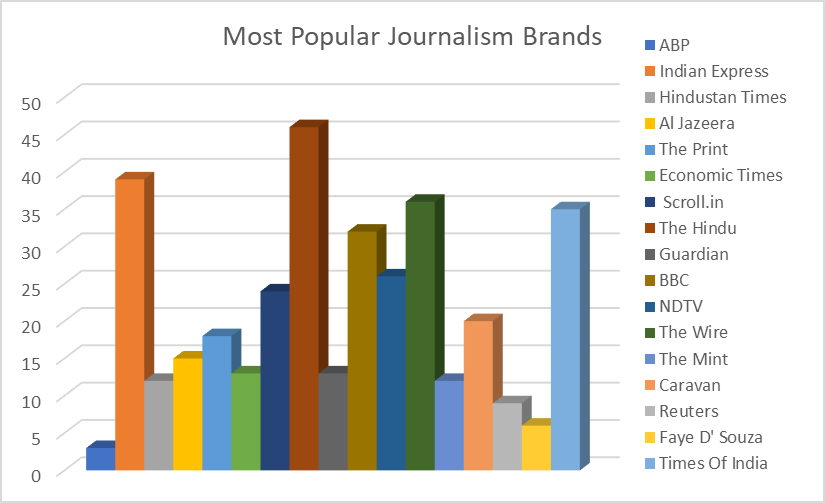 Most Popular Journalism Brands
50
45
40
35
30
25
20
15
10
5
0
ABP
Indian Express
Hindustan Times
Al Jazeera
The Print
Economic Times
Scroll.in
The Hindu
Guardian
BBC
NDTV
The Wire
The Mint
Caravan
Reuters
Faye D' Souza
Times Of India